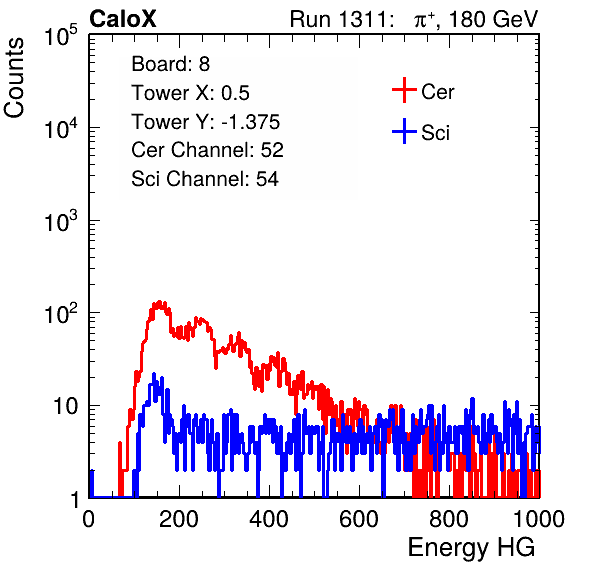 CaloX Run 1311: π⁺, 180 GeV
Counts
10⁵
10⁴
10³
10²
10
1
Board: 8
Tower X: 0.5
Tower Y: -1.375
Cer Channel: 52
Sci Channel: 54
Cer
Sci
0 200 400 600 800 1000
Energy HG